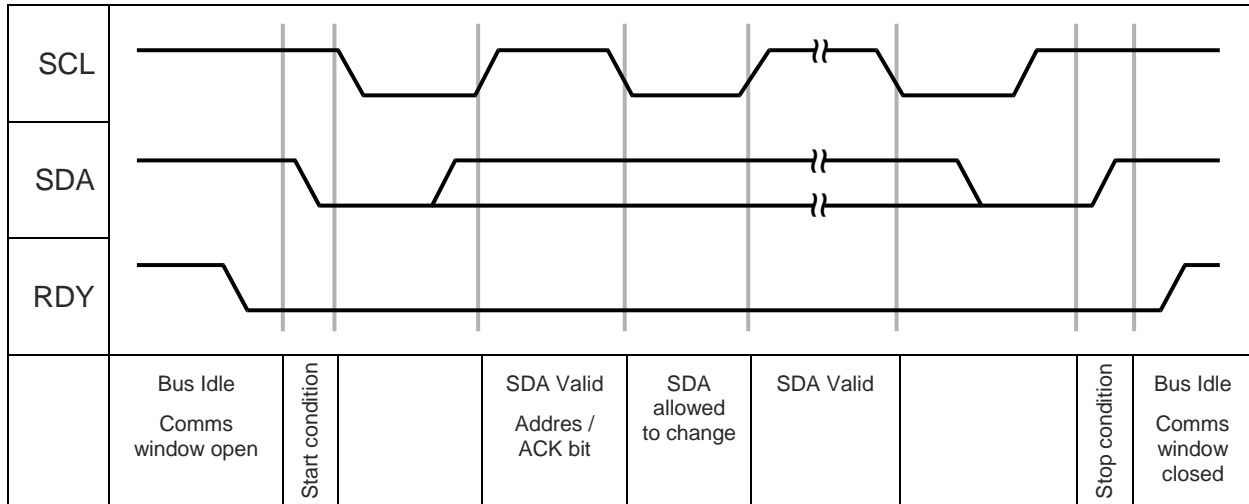 SCL
SDA
RDY
Bus Idle
Comms
window open
Start condition
SDA Valid
Addres /
ACK bit
SDA
allowed
to change
SDA Valid
Stop condition
Bus Idle
Comms
window
closed